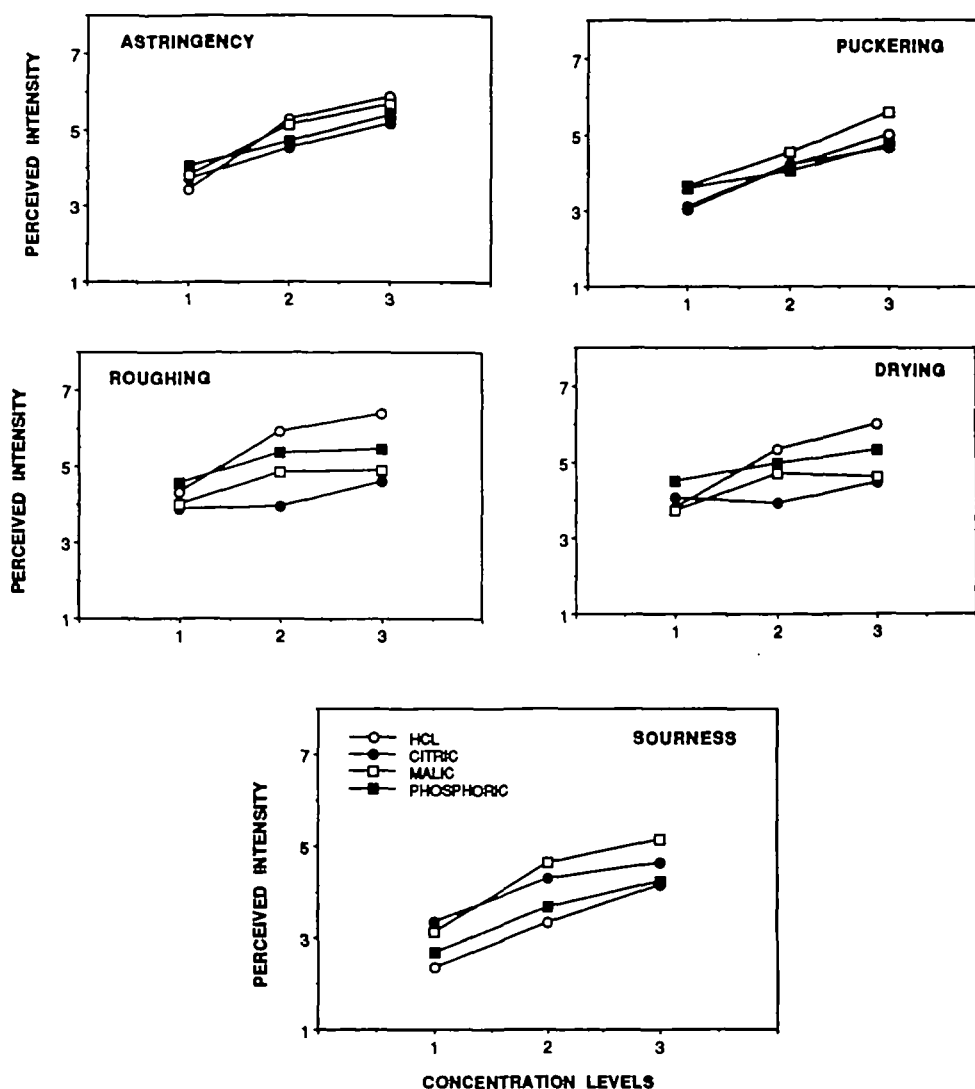 ASTRINGENCY
PERCEIVED INTENSITY
7
5
3
1
1 2 3
PUCKERING
7
5
3
1
1 2 3
ROUGHING
PERCEIVED INTENSITY
7
5
3
1
1 2 3
DRYING
7
5
3
1
1 2 3
SOURNESS
HCL
CITRIC
MALIC
PHOSPHORIC
PERCEIVED INTENSITY
7
5
3
1
1 2 3
CONCENTRATION LEVELS